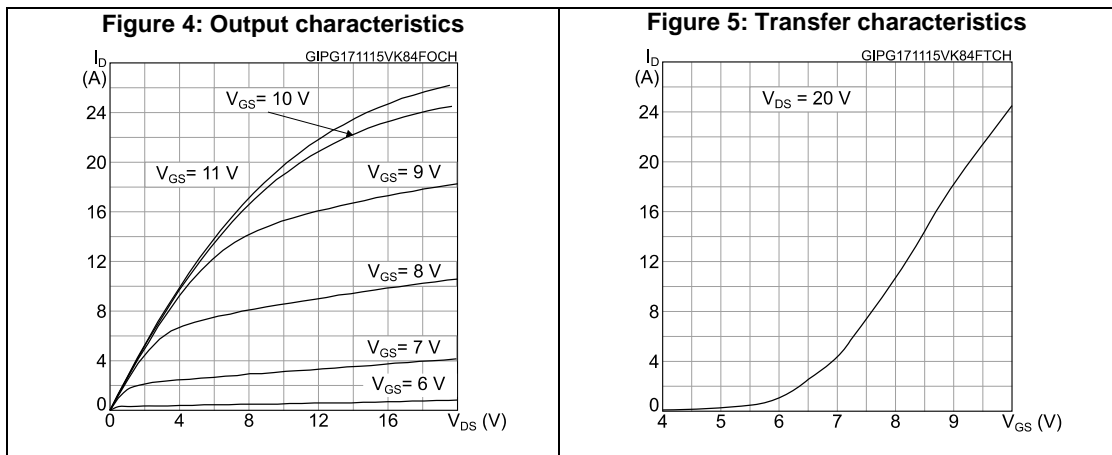 Figure 4: Output characteristics
I_D
(A)
GIPG171115VK84FOCH
V_GS= 10 V
V_GS= 11 V
V_GS= 9 V
V_GS= 8 V
V_GS= 7 V
V_GS= 6 V
24
20
16
12
8
4
0
0 4 8 12 16 V_DS (V)
Figure 5: Transfer characteristics
I_D
(A)
GIPG171115VK84FTCH
V_DS = 20 V
24
20
16
12
8
4
0
4 5 6 7 8 9 V_GS (V)